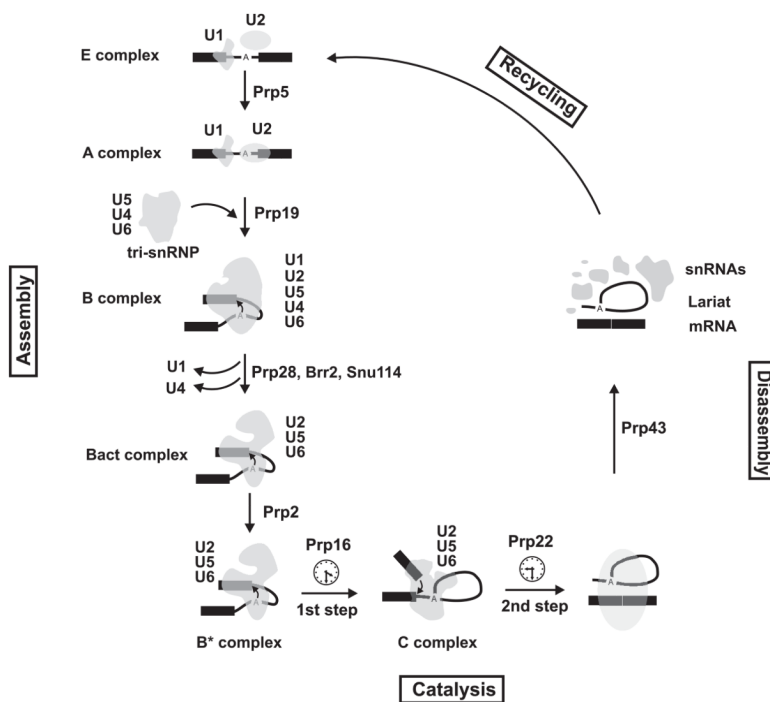 U2
U1
E complex
Prp5
U1
U2
A complex
U5
U4
U6
tri-snRNP
Prp19
B complex
U1
U2
U5
U4
U6
U1
U4
Prp28, Brr2, Snu114
Bact complex
U2
U5
U6
Prp2
U2
U5
U6
A
A
A
A
A
B* complex
Prp16
1st step
U2
U5
U6
A
C complex
Prp22
2nd step
A
Prp43
A
snRNAs
Lariat
mRNA
Recycling
Assembly
Catalysis
Disassembly